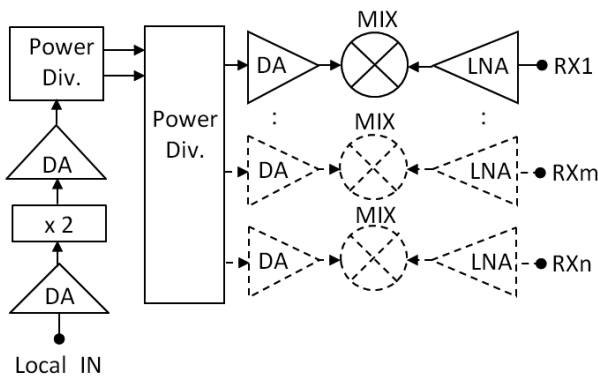 Power
Div.
DA
x 2
DA
Local IN
Power
Div.
MIX
DA
LNA
RX1
:
:
MIX
DA
LNA
RXm
MIX
DA
LNA
RXn